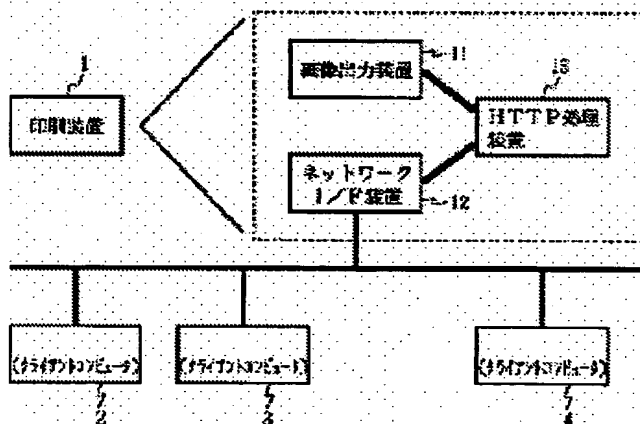 1
印刷装置
画像出力装置
11
13
HTTP処理
装置
ネットワーク
I/F装置
12
(クライアントコンピュータ)
(クライアントコンピュータ)
(クライアントコンピュータ)
2
3
4